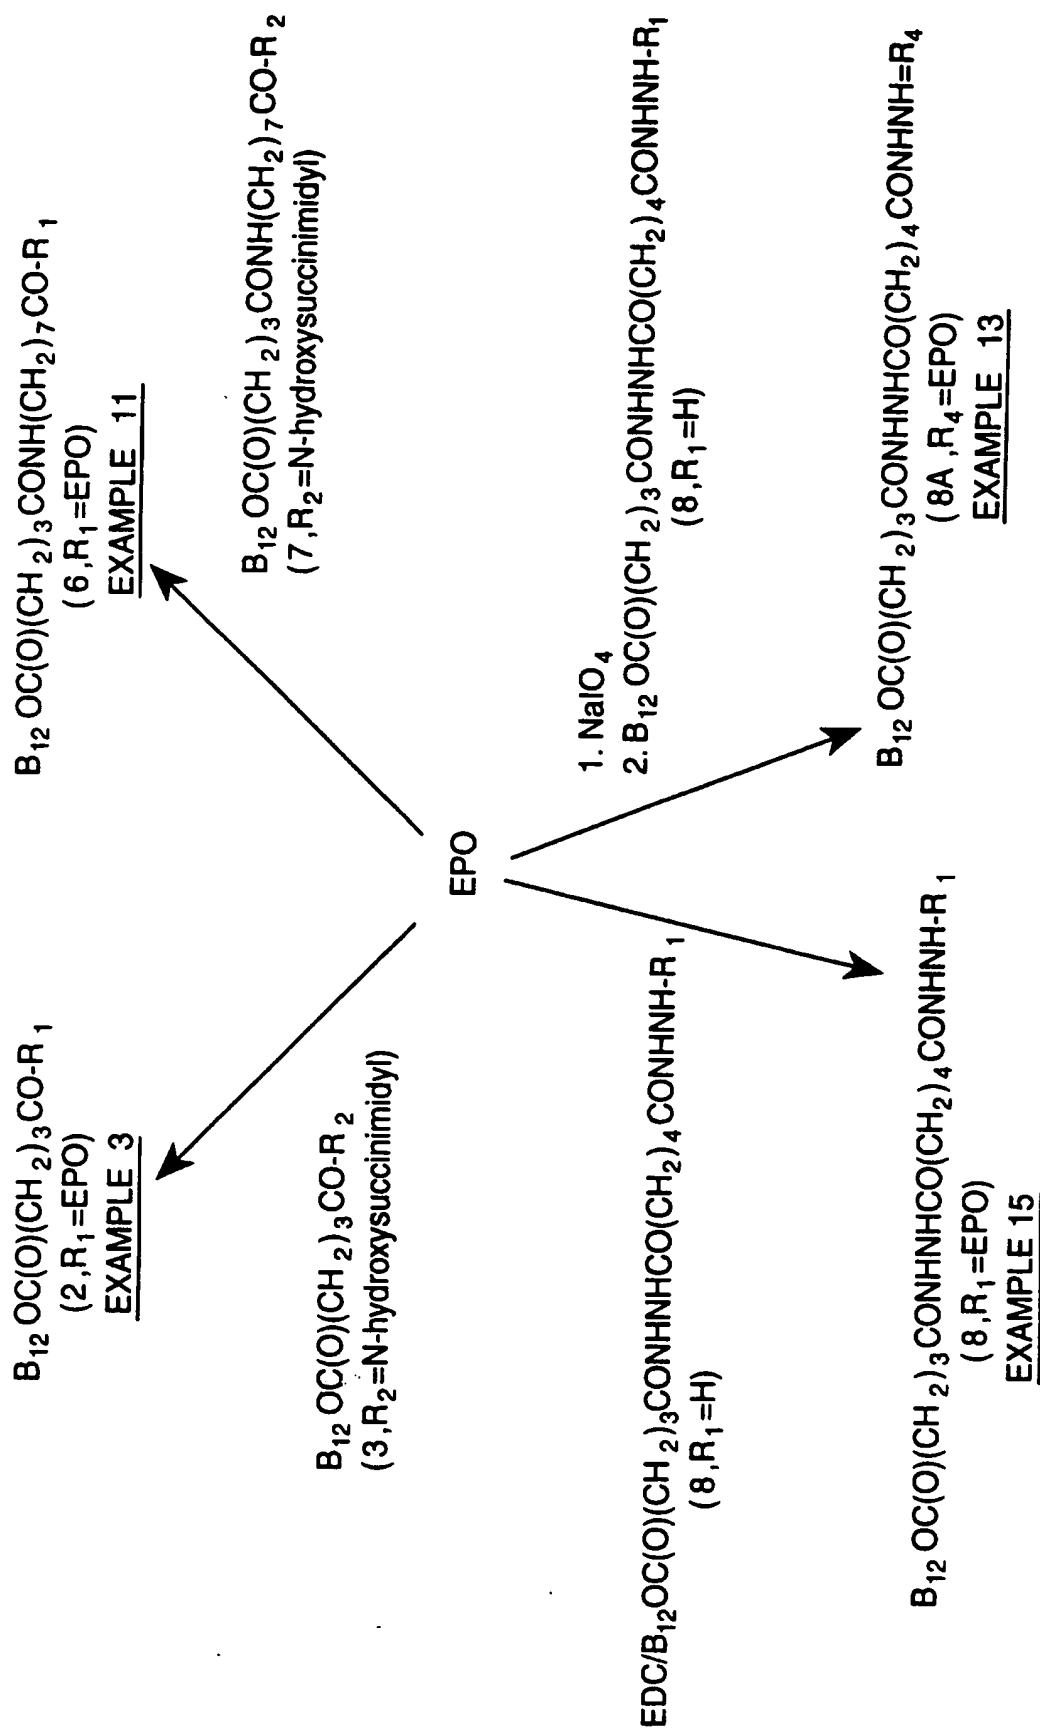 B12 OC(O)(CH2)3CO-R1
(2,R1=EPO)
EXAMPLE 3
B12 OC(O)(CH2)3CONH(CH2)7CO-R1
(6,R1=EPO)
EXAMPLE 11
B12 OC(O)(CH2)3CO-R2
(3,R2=N-hydroxysuccinimidyl)
B12 OC(O)(CH2)3CONH(CH2)7CO-R2
(7,R2=N-hydroxysuccinimidyl)
EPO
EDC/B12OC(O)(CH2)3CONHNHCO(CH2)4CONHNH-R1
(8,R1=H)
1. NaIO4
2. B12 OC(O)(CH2)3CONHNHCO(CH2)4CONHNH-R1
(8,R1=H)
B12 OC(O)(CH2)3CONHNHCO(CH2)4CONHNH-R1
(8,R1=EPO)
EXAMPLE 15
B12 OC(O)(CH2)3CONHNHCO(CH2)4CONHNH=R4
(8A,R4=EPO)
EXAMPLE 13